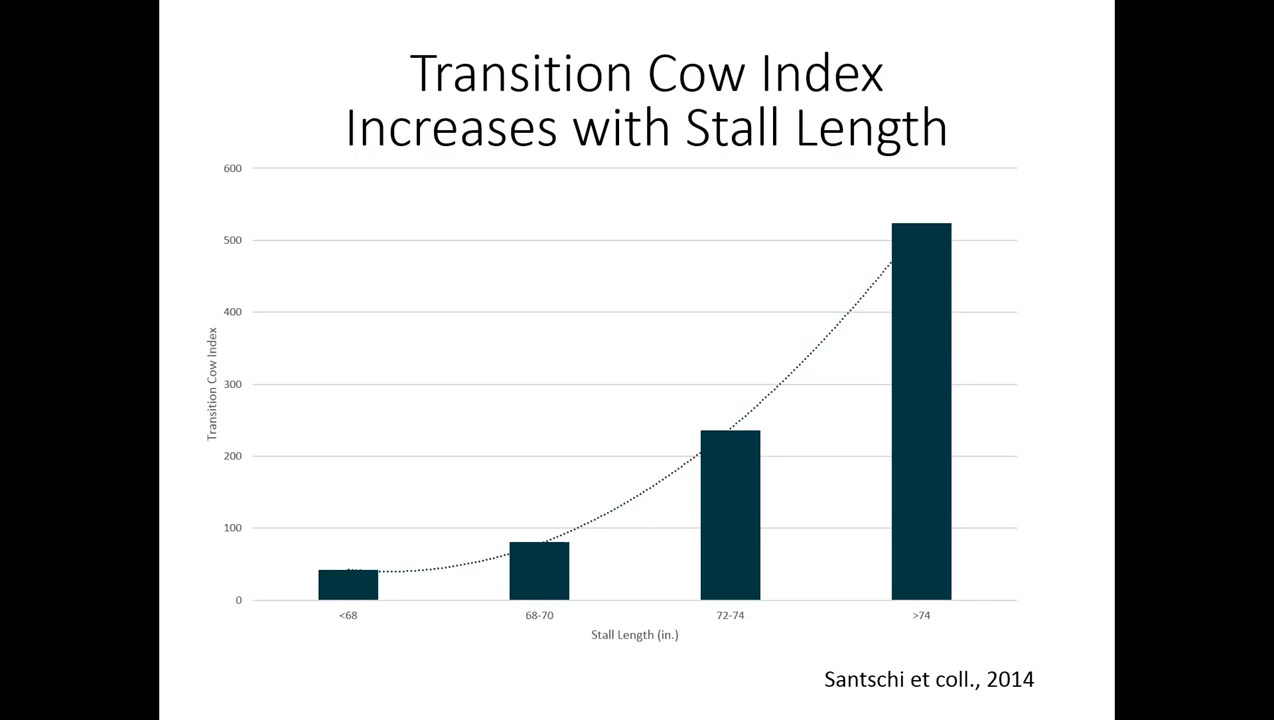 Transition Cow Index
Increases with Stall Length
600
500
400
300
200
100
0
Transition Cow Index
<68
68-70
72-74
>74
Stall Length (in.)
Santschi et coll., 2014